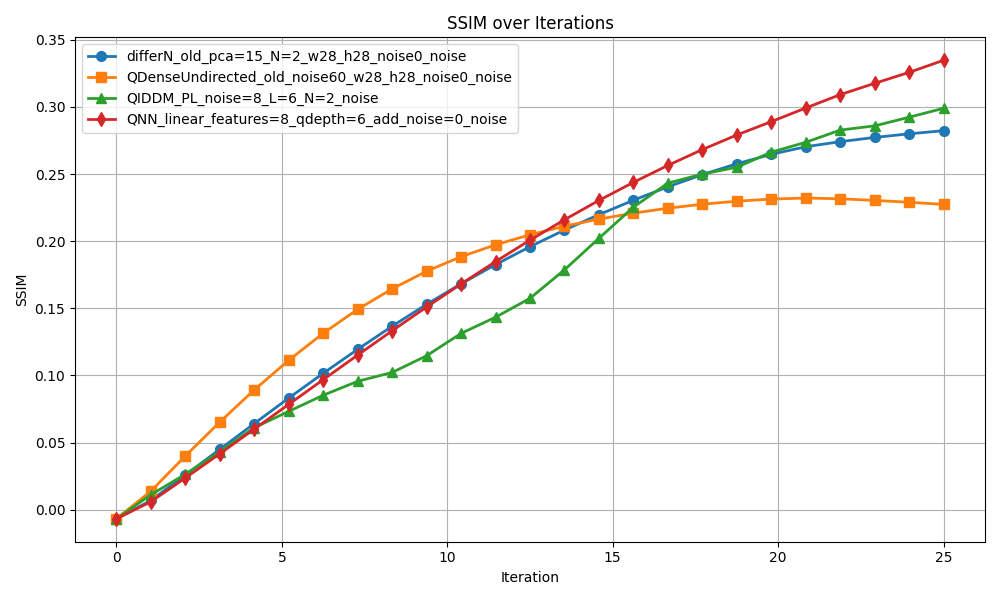 SSIM over Iterations
differN_old_pca=15_N=2_w28_h28_noise0_noise
QDenseUndirected_old_noise60_w28_h28_noise0_noise
QIDDM_PL_noise=8_L=6_N=2_noise
QNN_linear_features=8_qdepth=6_add_noise=0_noise
SSIM
0.35
0.30
0.25
0.20
0.15
0.10
0.05
0.00
0 5 10 15 20 25
Iteration